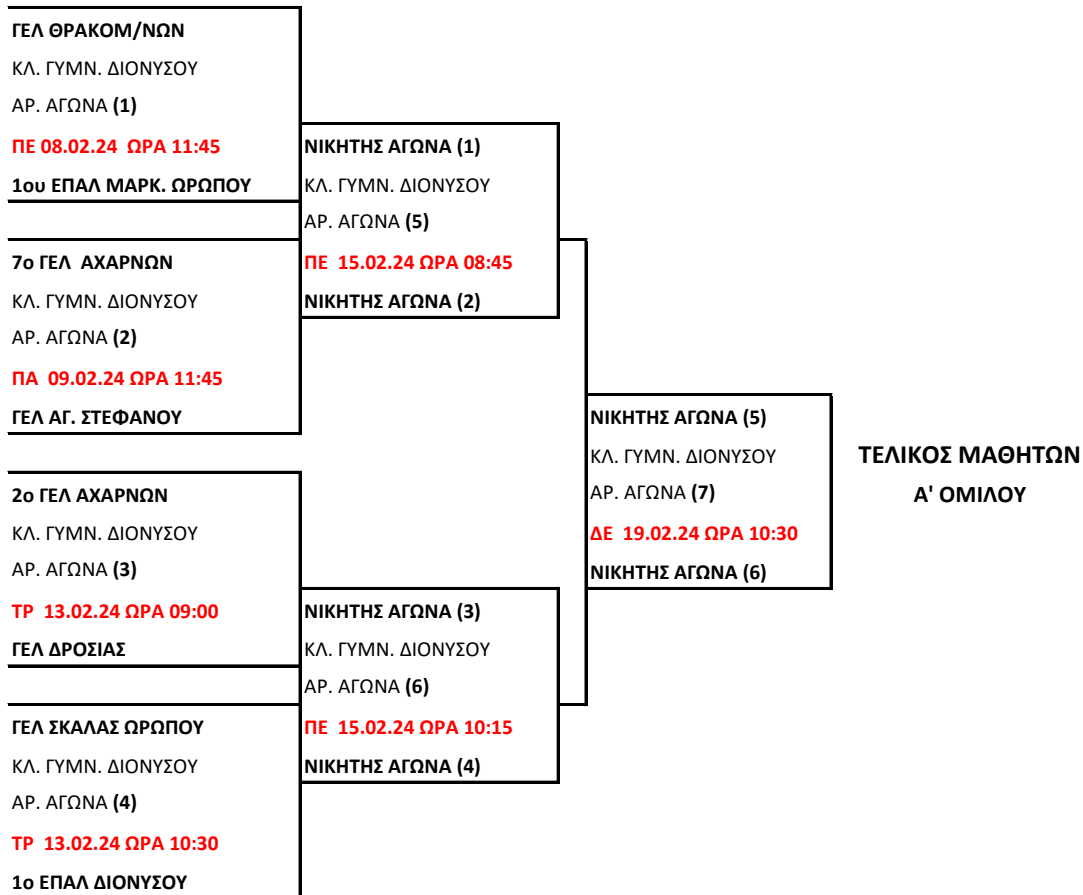 ΓΕΛ ΘΡΑΚΟΜ/ΝΩΝ
ΚΛ. ΓΥΜΝ. ΔΙΟΝΥΣΟΥ
ΑΡ. ΑΓΩΝΑ (1)
ΠΕ 08.02.24 ΩΡΑ 11:45
1ου ΕΠΑΛ ΜΑΡΚ. ΩΡΩΠΟΥ
7ο ΓΕΛ ΑΧΑΡΝΩΝ
ΚΛ. ΓΥΜΝ. ΔΙΟΝΥΣΟΥ
ΑΡ. ΑΓΩΝΑ (2)
ΠΑ 09.02.24 ΩΡΑ 11:45
ΓΕΛ ΑΓ. ΣΤΕΦΑΝΟΥ
2ο ΓΕΛ ΑΧΑΡΝΩΝ
ΚΛ. ΓΥΜΝ. ΔΙΟΝΥΣΟΥ
ΑΡ. ΑΓΩΝΑ (3)
ΤΡ 13.02.24 ΩΡΑ 09:00
ΓΕΛ ΔΡΟΣΙΑΣ
ΓΕΛ ΣΚΑΛΑΣ ΩΡΩΠΟΥ
ΚΛ. ΓΥΜΝ. ΔΙΟΝΥΣΟΥ
ΑΡ. ΑΓΩΝΑ (4)
ΤΡ 13.02.24 ΩΡΑ 10:30
1ο ΕΠΑΛ ΔΙΟΝΥΣΟΥ
ΝΙΚΗΤΗΣ ΑΓΩΝΑ (1)
ΚΛ. ΓΥΜΝ. ΔΙΟΝΥΣΟΥ
ΑΡ. ΑΓΩΝΑ (5)
ΠΕ 15.02.24 ΩΡΑ 08:45
ΝΙΚΗΤΗΣ ΑΓΩΝΑ (2)
ΝΙΚΗΤΗΣ ΑΓΩΝΑ (3)
ΚΛ. ΓΥΜΝ. ΔΙΟΝΥΣΟΥ
ΑΡ. ΑΓΩΝΑ (6)
ΠΕ 15.02.24 ΩΡΑ 10:15
ΝΙΚΗΤΗΣ ΑΓΩΝΑ (4)
ΝΙΚΗΤΗΣ ΑΓΩΝΑ (5)
ΚΛ. ΓΥΜΝ. ΔΙΟΝΥΣΟΥ
ΑΡ. ΑΓΩΝΑ (7)
ΔΕ 19.02.24 ΩΡΑ 10:30
ΝΙΚΗΤΗΣ ΑΓΩΝΑ (6)
ΤΕΛΙΚΟΣ ΜΑΘΗΤΩΝ
Α' ΟΜΙΛΟΥ